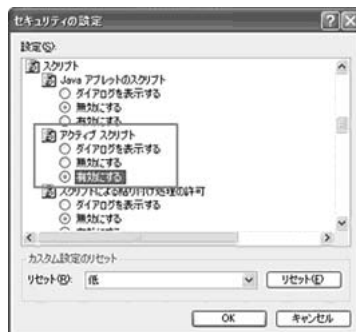 セキュリティの設定
設定(S):
スクリプト
Java アプレットのスクリプト
ダイアログを表示する
無効にする
有効にする
アクティブ スクリプト
ダイアログを表示する
無効にする
有効にする
スクリプトによる貼り付け処理の許可
ダイアログを表示する
無効にする
カスタム設定のリセット
リセット(R): 低 リセット(E)
OK キャンセル